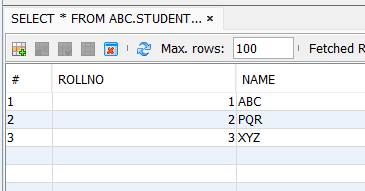 SELECT * FROM ABC.STUDENT... ×
Max. rows: 100 Fetched R
# ROLLNO NAME
1 1 ABC
2 2 PQR
3 3 XYZ